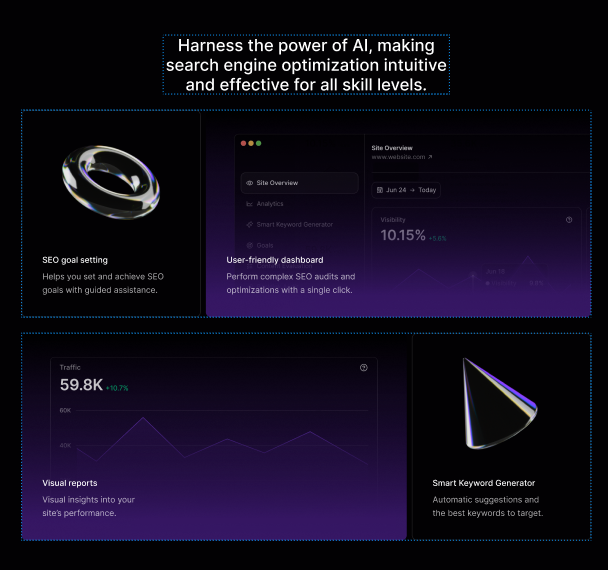 Harness the power of AI, making
search engine optimization intuitive
and effective for all skill levels.
SEO goal setting
Helps you set and achieve SEO
goals with guided assistance.
Site Overview
Analytics
Smart Keyword Generator
Goals
Site Overview
www.website.com ↗
Jun 24 → Today
Visibility
10.15% +5.6%
User-friendly dashboard
Perform complex SEO audits and
optimizations with a single click.
Traffic
59.8K +10.7%
60K
40K
Visual reports
Visual insights into your
site's performance.
Smart Keyword Generator
Automatic suggestions and
the best keywords to target.